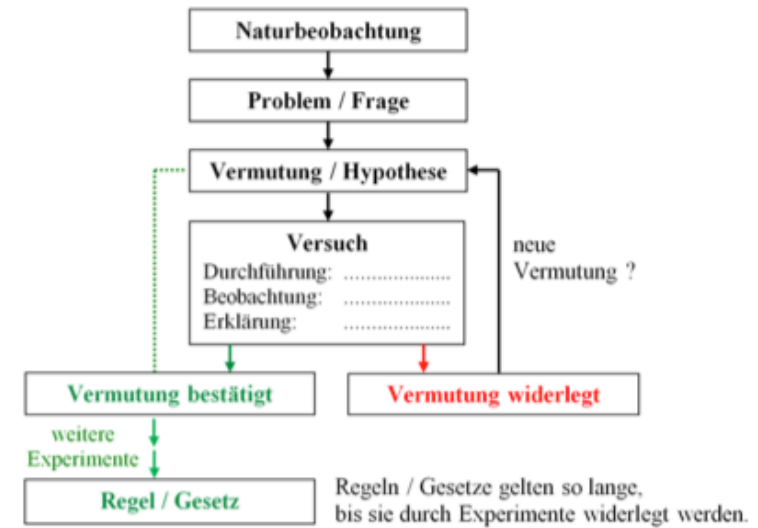 Naturbeobachtung
Problem / Frage
Vermutung / Hypothese
Versuch
Durchführung: .....................
Beobachtung: .....................
Erklärung: .....................
neue
Vermutung ?
Vermutung bestätigt
Vermutung widerlegt
weitere
Experimente
Regel / Gesetz
Regeln / Gesetze gelten so lange,
bis sie durch Experimente widerlegt werden.